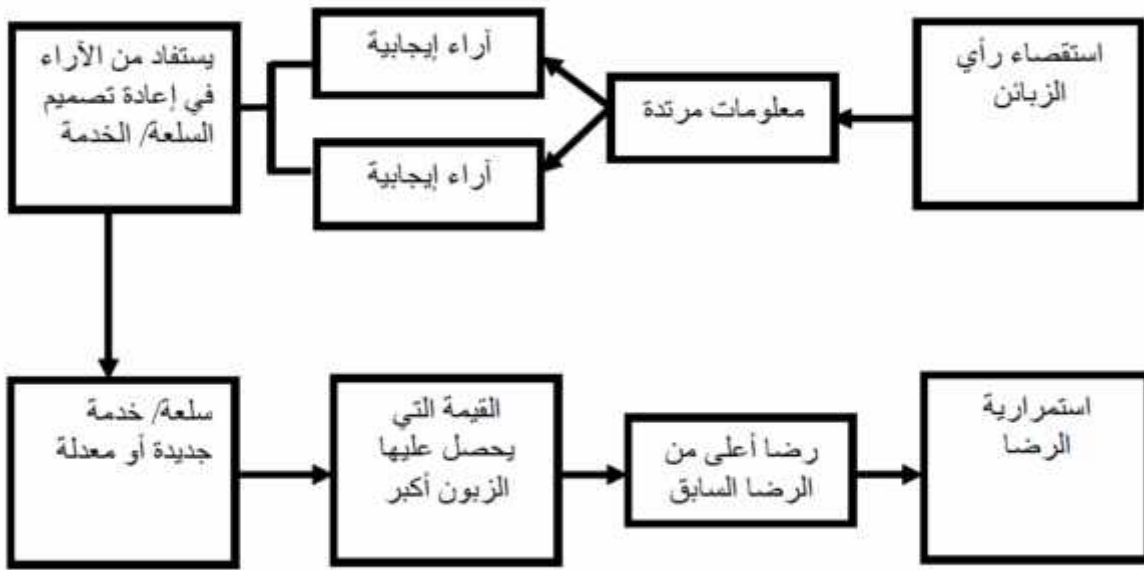 استقصاء رأي
الزبائن
معلومات مرتدة
آراء إيجابية
آراء إيجابية
يستفاد من الآراء
في إعادة تصميم
السلعة/ الخدمة
سلعة/ خدمة
جديدة أو معدلة
القيمة التي
يحصل عليها
الزبون أكبر
رضا أعلى من
الرضا السابق
استمرارية
الرضا